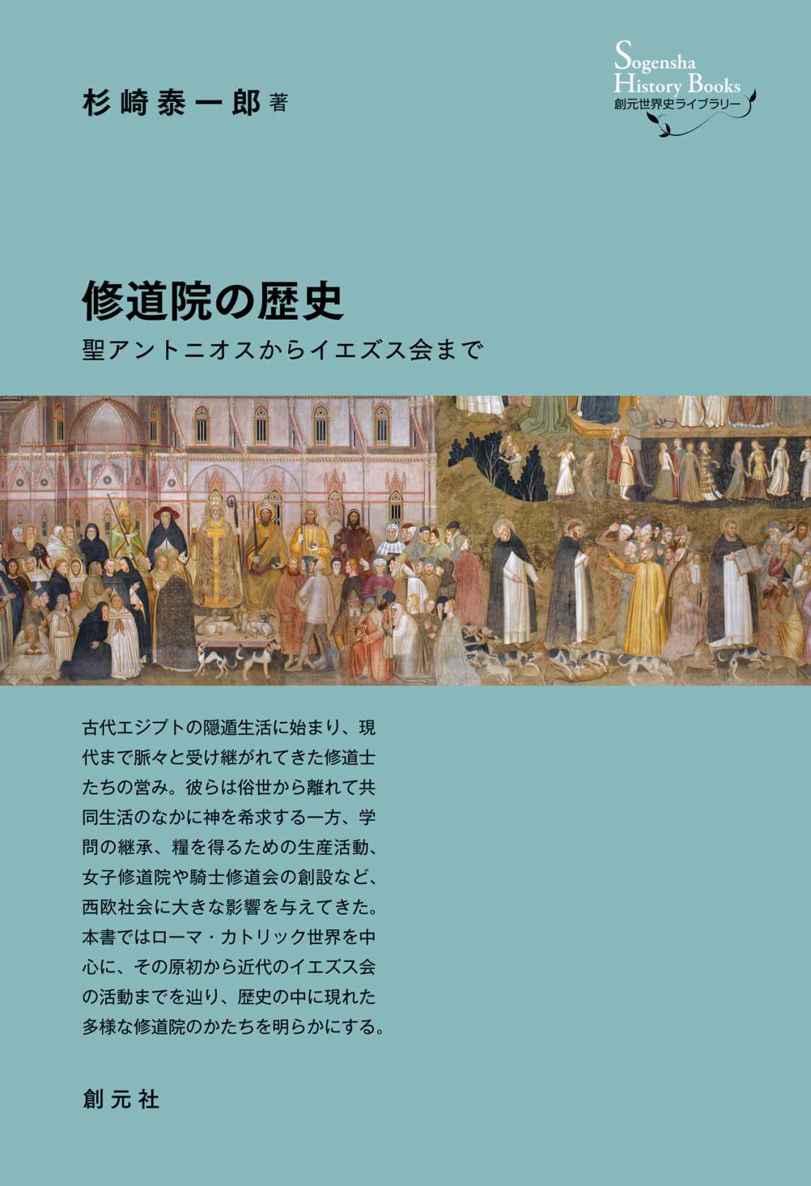 杉崎泰一郎 著
Sogensha
History Books
創元世界史ライブラリー
修道院の歴史
聖アントニオスからイエズス会まで
古代エジプトの隠遁生活に始まり、現
代まで脈々と受け継がれてきた修道士
たちの営み。彼らは俗世から離れて共
同生活のなかに神を希求する一方、学
問の継承、糧を得るための生産活動、
女子修道院や騎士修道会の創設など、
西欧社会に大きな影響を与えてきた。
本書ではローマ・カトリック世界を中
心に、その原初から近代のイエズス会
の活動までを辿り、歴史の中に現れた
多様な修道院のかたちを明らかにする。
創元社